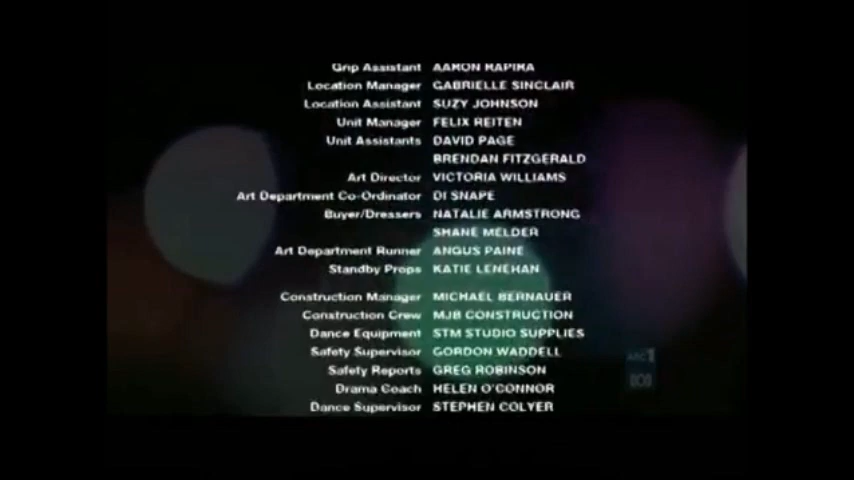 Grip Assistant AARON RAPIRA
Location Manager GABRIELLE SINCLAIR
Location Assistant SUZY JOHNSON
Unit Manager FELIX REITEN
Unit Assistants DAVID PAGE
BRENDAN FITZGERALD
Art Director VICTORIA WILLIAMS
Art Department Co-Ordinator DI SNAPE
Buyer/Dressers NATALIE ARMSTRONG
SHANE MELDER
Art Department Runner ANGUS PAINE
Standby Props KATIE LENEHAN
Construction Manager MICHAEL BERNAUER
Construction Crew MJB CONSTRUCTION
Dance Equipment STM STUDIO SUPPLIES
Safety Supervisor GORDON WADDELL
Safety Reports GREG ROBINSON
Drama Coach HELEN O'CONNOR
Dance Supervisor STEPHEN COLYER
ABC1